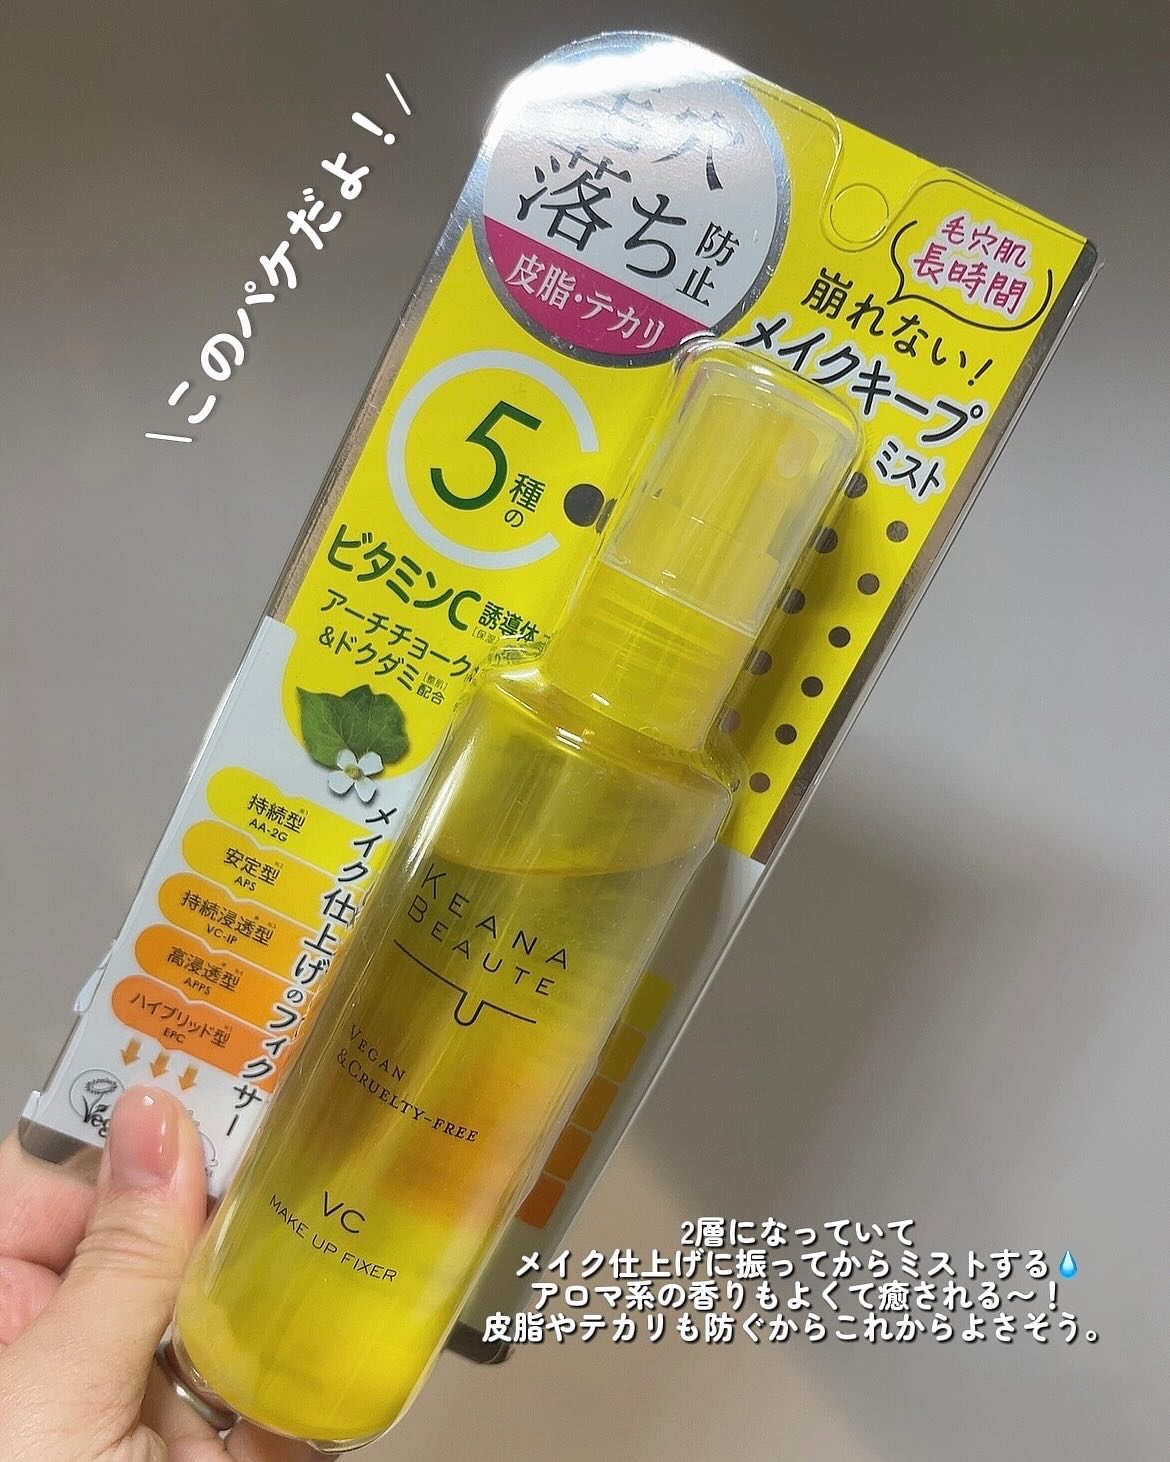 このパケだよ！
毛穴
落ち防止
皮脂・テカリ
毛穴肌
長時間
崩れない！
メイクキープ
ミスト
5種の
ビタミンC誘導体
アーチチョーク
&ドクダミ
[整肌]
配合
メイク仕上げのフィクサー
持続型
AA-2G
安定型
APS
持続浸透型
VC-IP
高浸透型
APPS
ハイブリッド型
EPC
KEANA
BEAUTE
VEGAN
&CRUELTY-FREE
VC
MAKE UP FIXER
2層になっていて
メイク仕上げに振ってからミストする💧
アロマ系の香りもよくて癒される〜！
皮脂やテカリも防ぐからこれからよさそう。